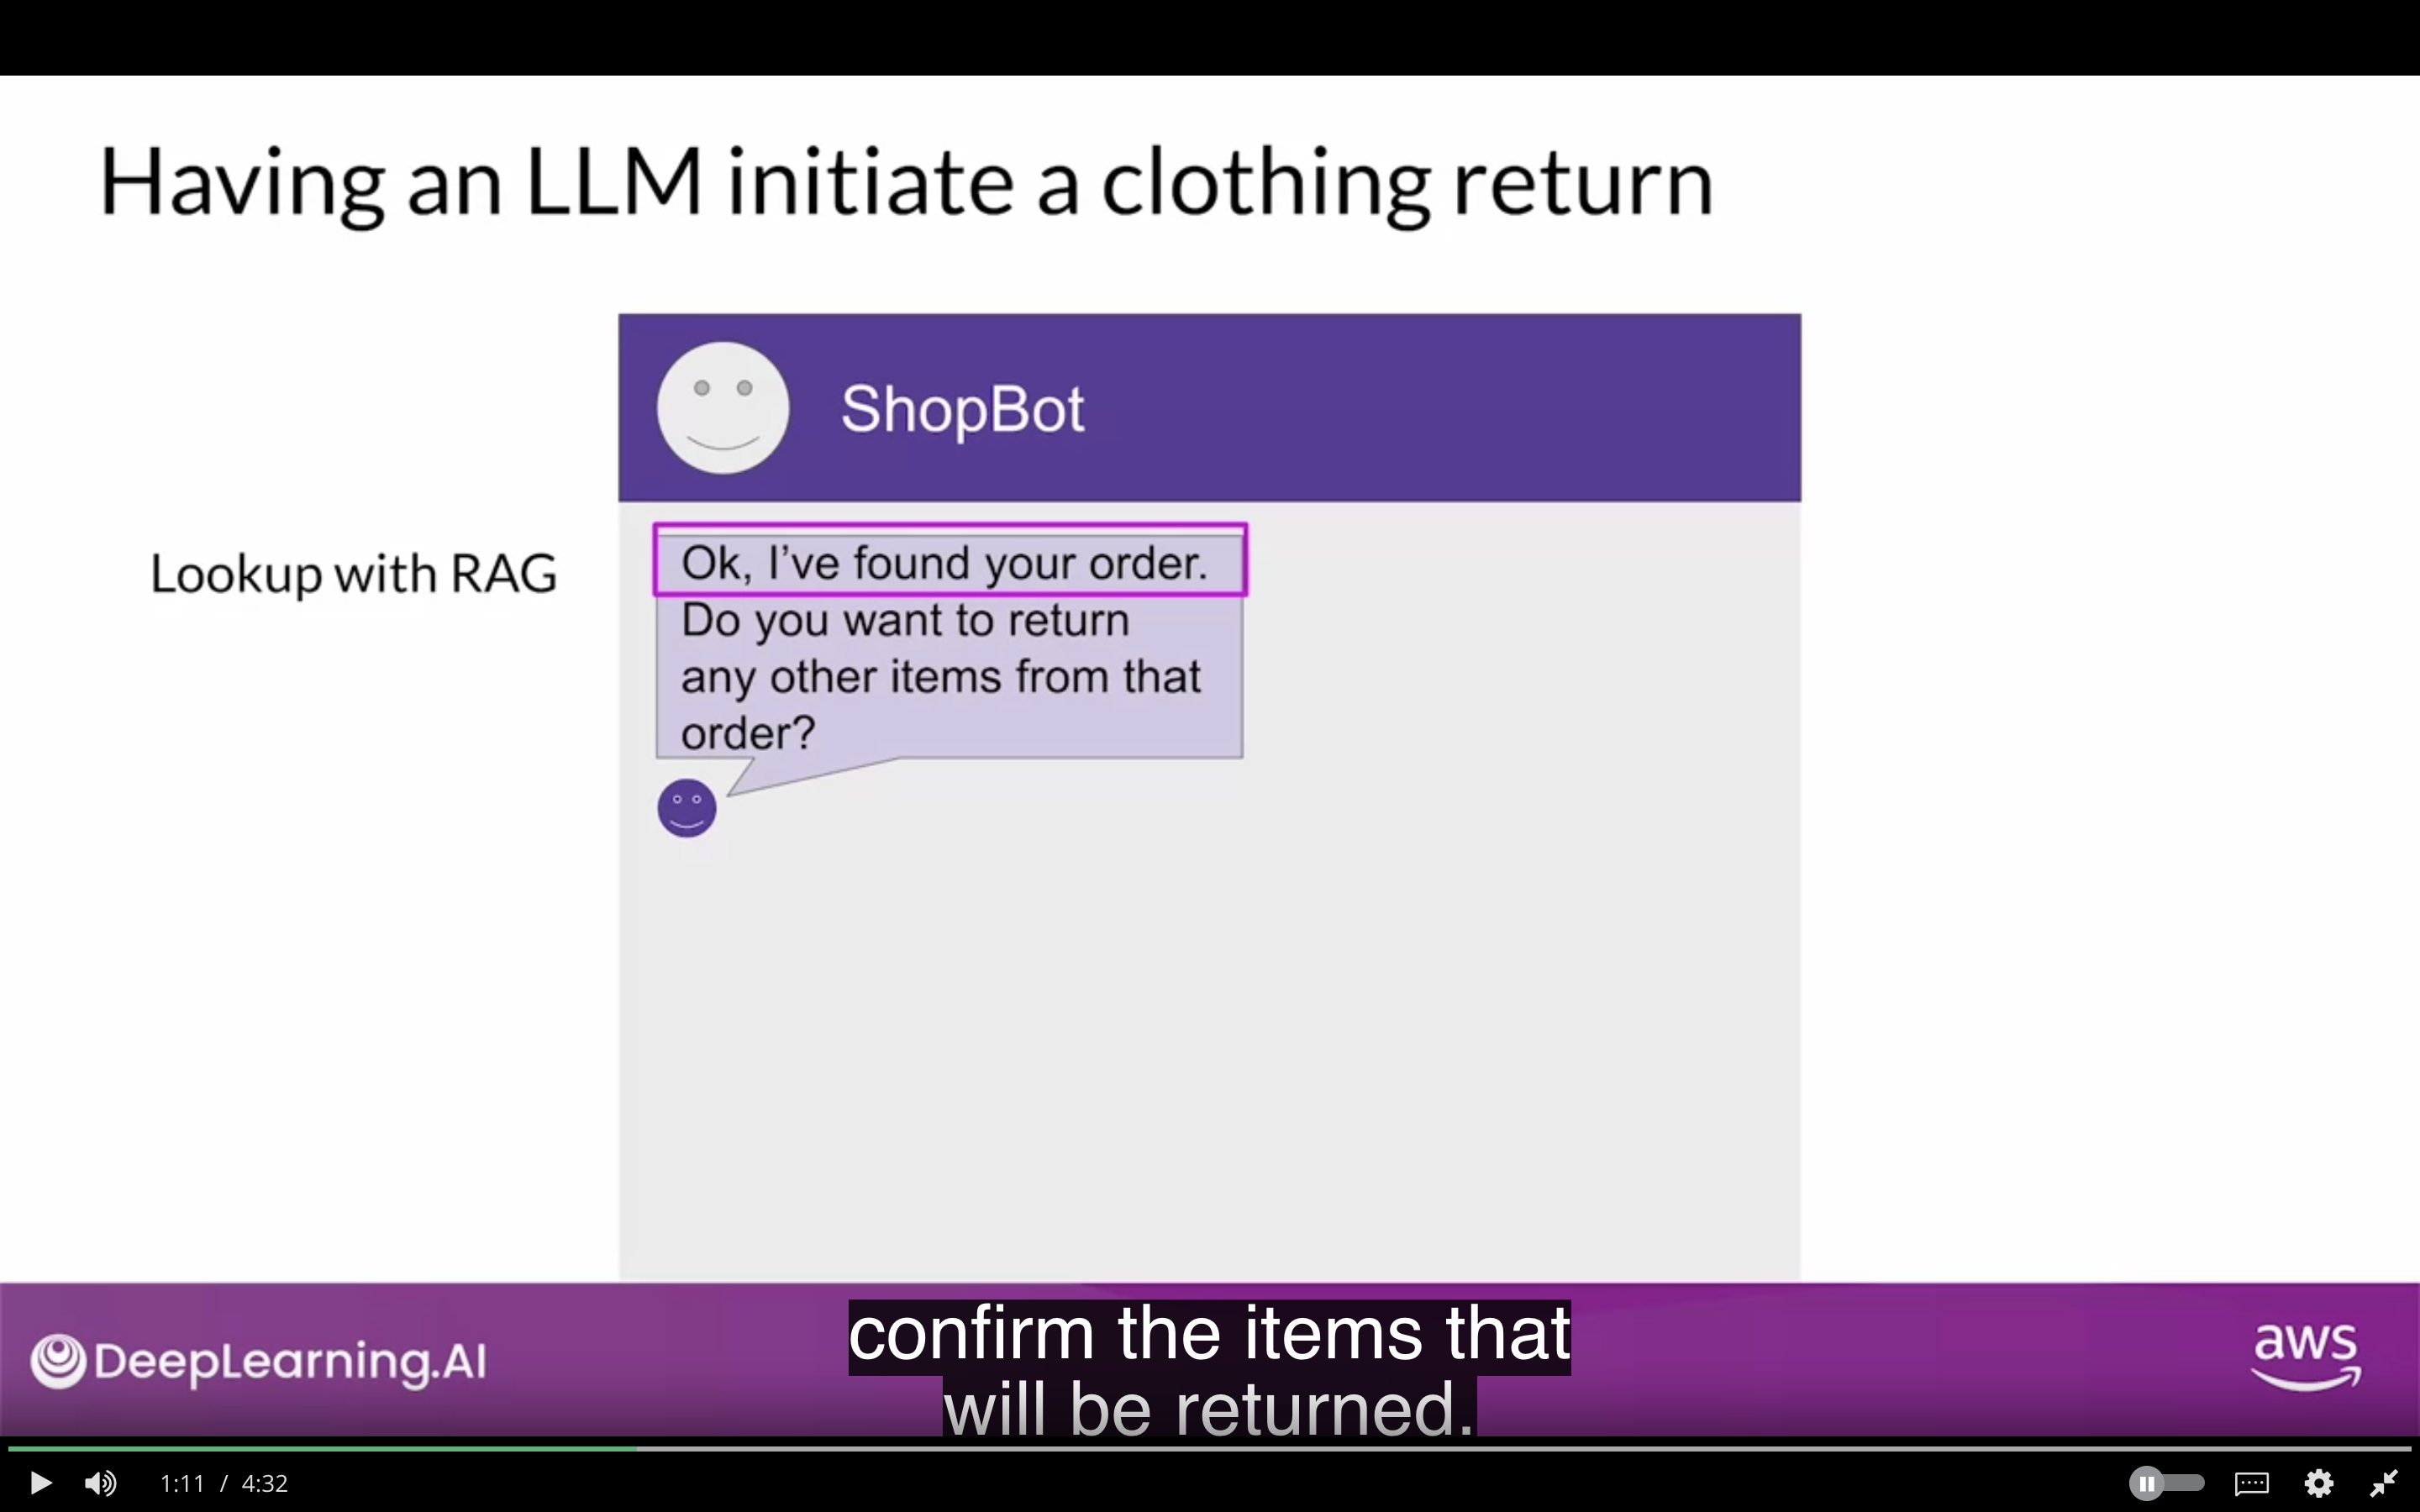 Having an LLM initiate a clothing return
ShopBot
Lookup with RAG
Ok, I've found your order.
Do you want to return
any other items from that
order?
DeepLearning.AI
confirm the items that
will be returned.
aws
1:11 / 4:32